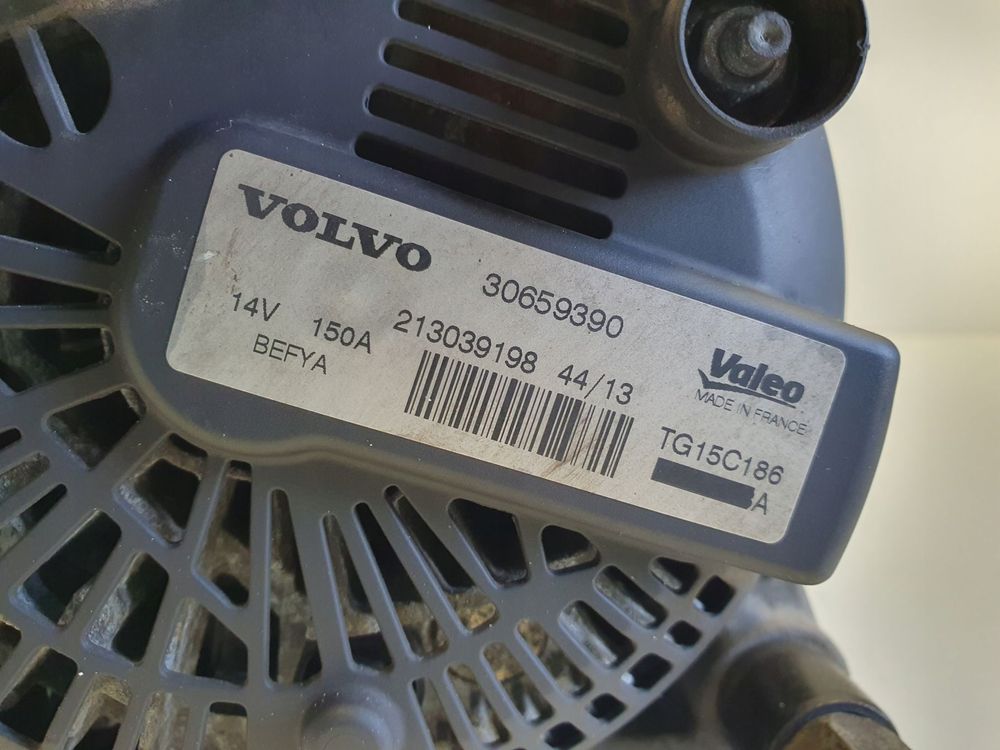 VOLVO
30659390
14V 150A 213039198 44/13
BEFYA
Valeo
MADE IN FRANCE
TG15C186
A